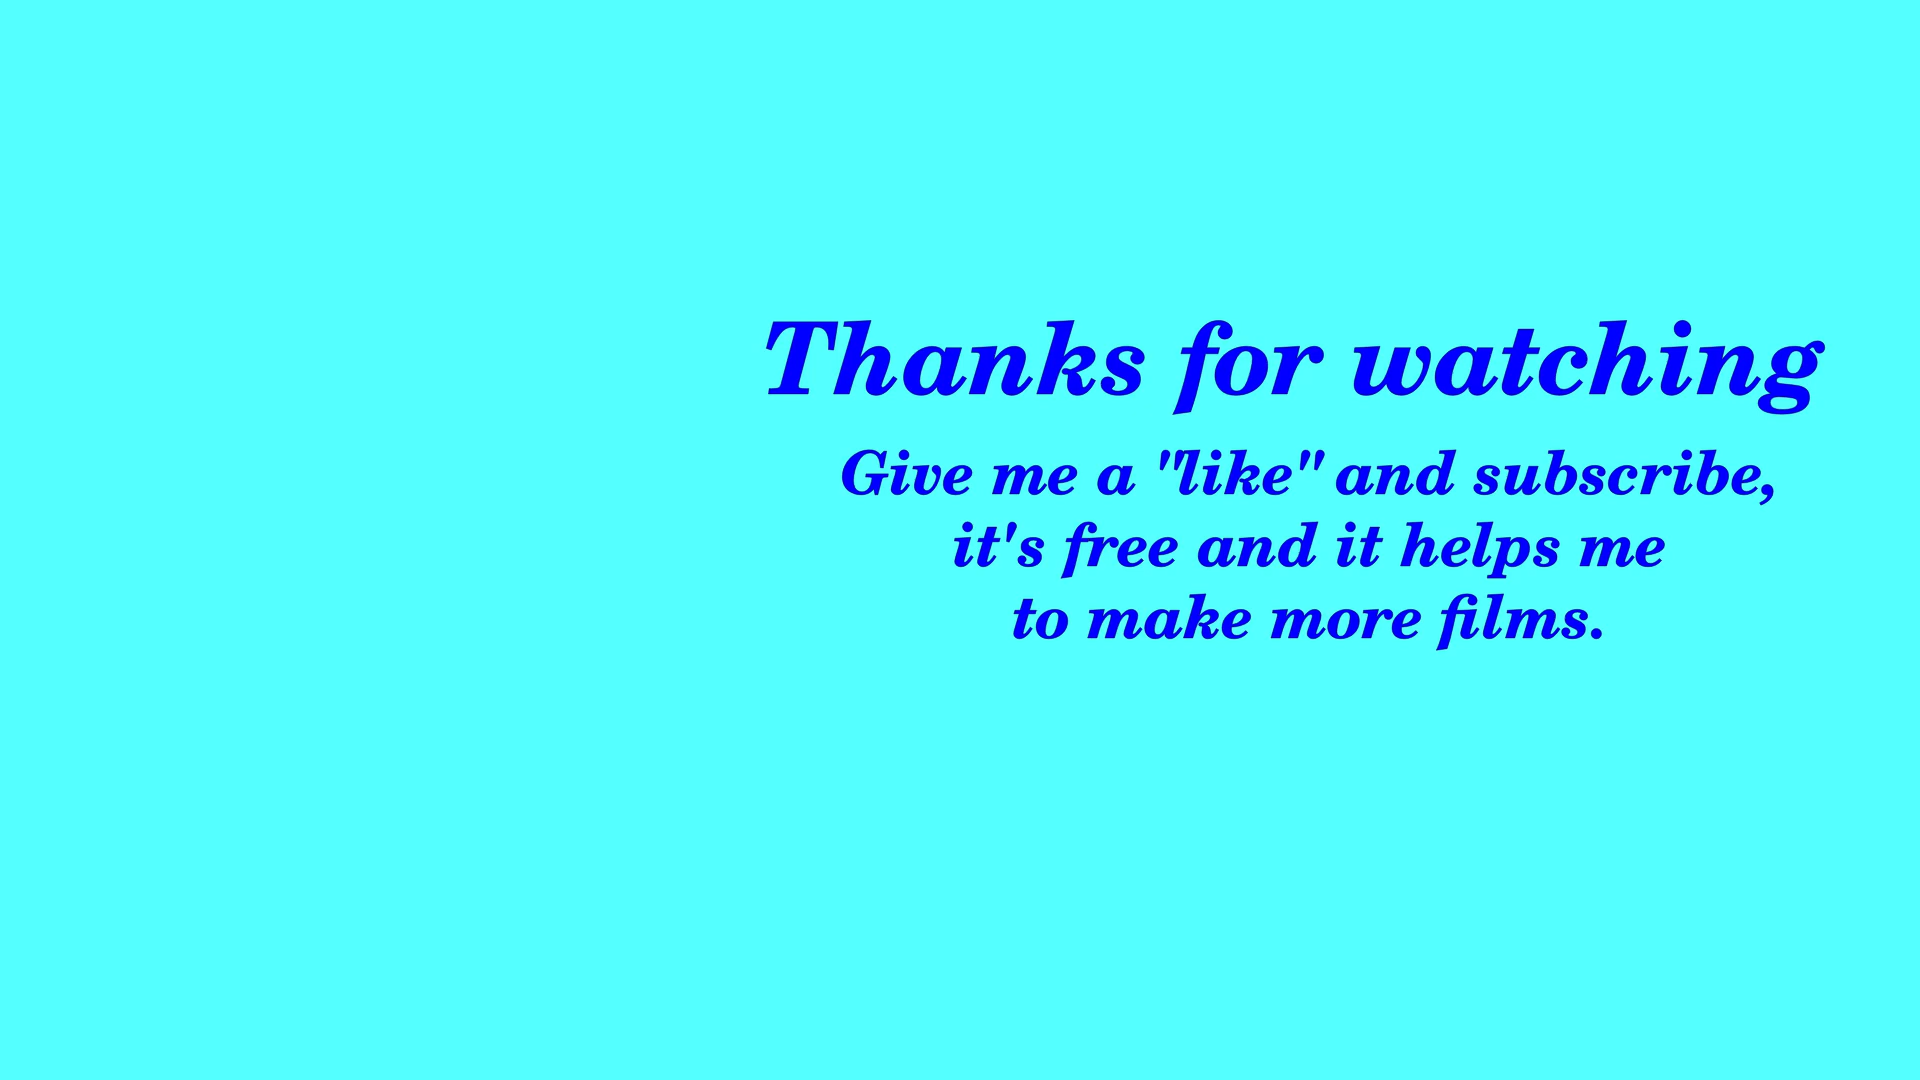 Thanks for watching
Give me a "like" and subscribe,
it's free and it helps me
to make more films.